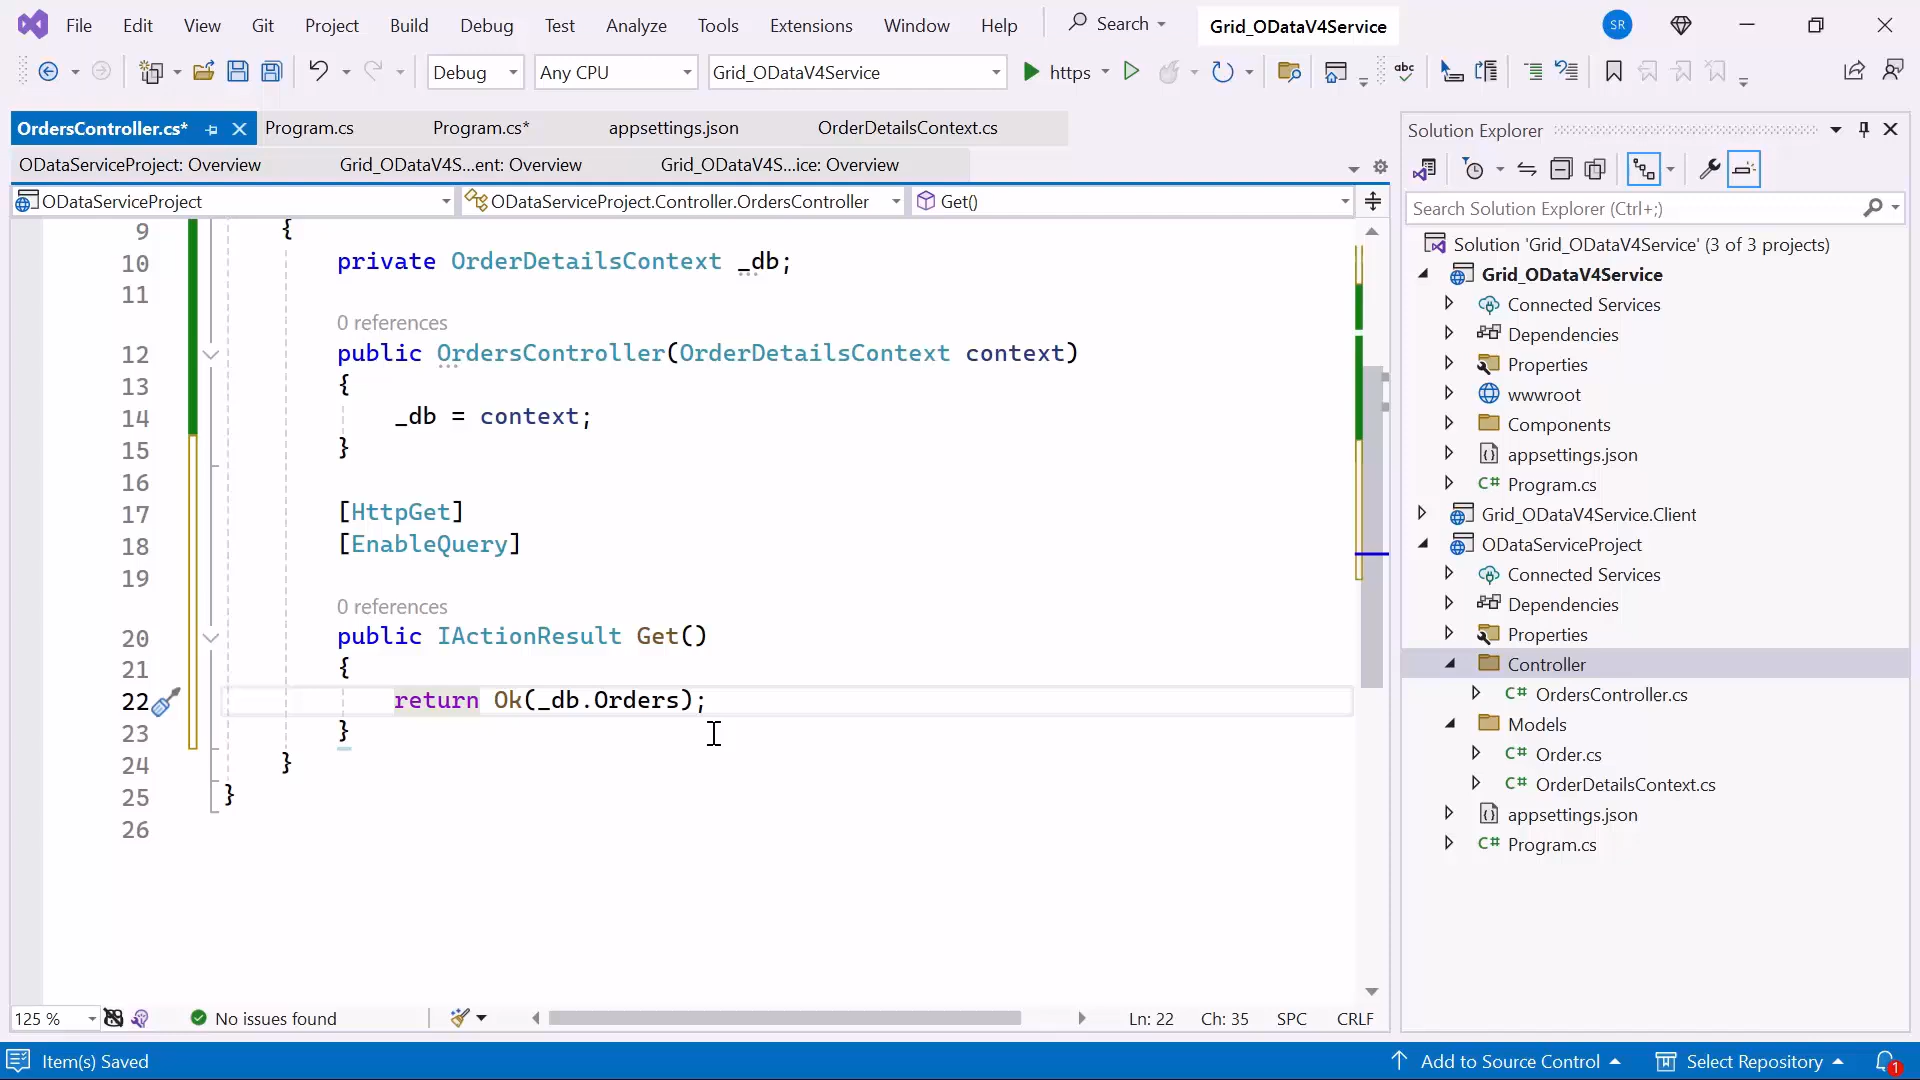 File Edit View Git Project Build Debug Test Analyze Tools Extensions Window Help Search Grid_ODataV4Service SR
Debug Any CPU Grid_ODataV4Service https abc
OrdersController.cs* Program.cs Program.cs* appsettings.json OrderDetailsContext.cs
ODataServiceProject: Overview Grid_ODataV4S...ent: Overview Grid_ODataV4S...ice: Overview
ODataServiceProject ODataServiceProject.Controller.OrdersController Get()
9 {
10 private OrderDetailsContext _db;
11
0 references
12 public OrdersController(OrderDetailsContext context)
13 {
14 _db = context;
15 }
16
17 [HttpGet]
18 [EnableQuery]
19
0 references
20 public IActionResult Get()
21 {
22 return Ok(_db.Orders);
23 }
24 }
25 }
26
125 % No issues found Ln: 22 Ch: 35 SPC CRLF
Solution Explorer
Search Solution Explorer (Ctrl+;)
Solution 'Grid_ODataV4Service' (3 of 3 projects)
Grid_ODataV4Service
Connected Services
Dependencies
Properties
wwwroot
Components
appsettings.json
C# Program.cs
Grid_ODataV4Service.Client
ODataServiceProject
Connected Services
Dependencies
Properties
Controller
C# OrdersController.cs
Models
C# Order.cs
C# OrderDetailsContext.cs
appsettings.json
C# Program.cs
Item(s) Saved Add to Source Control Select Repository 1